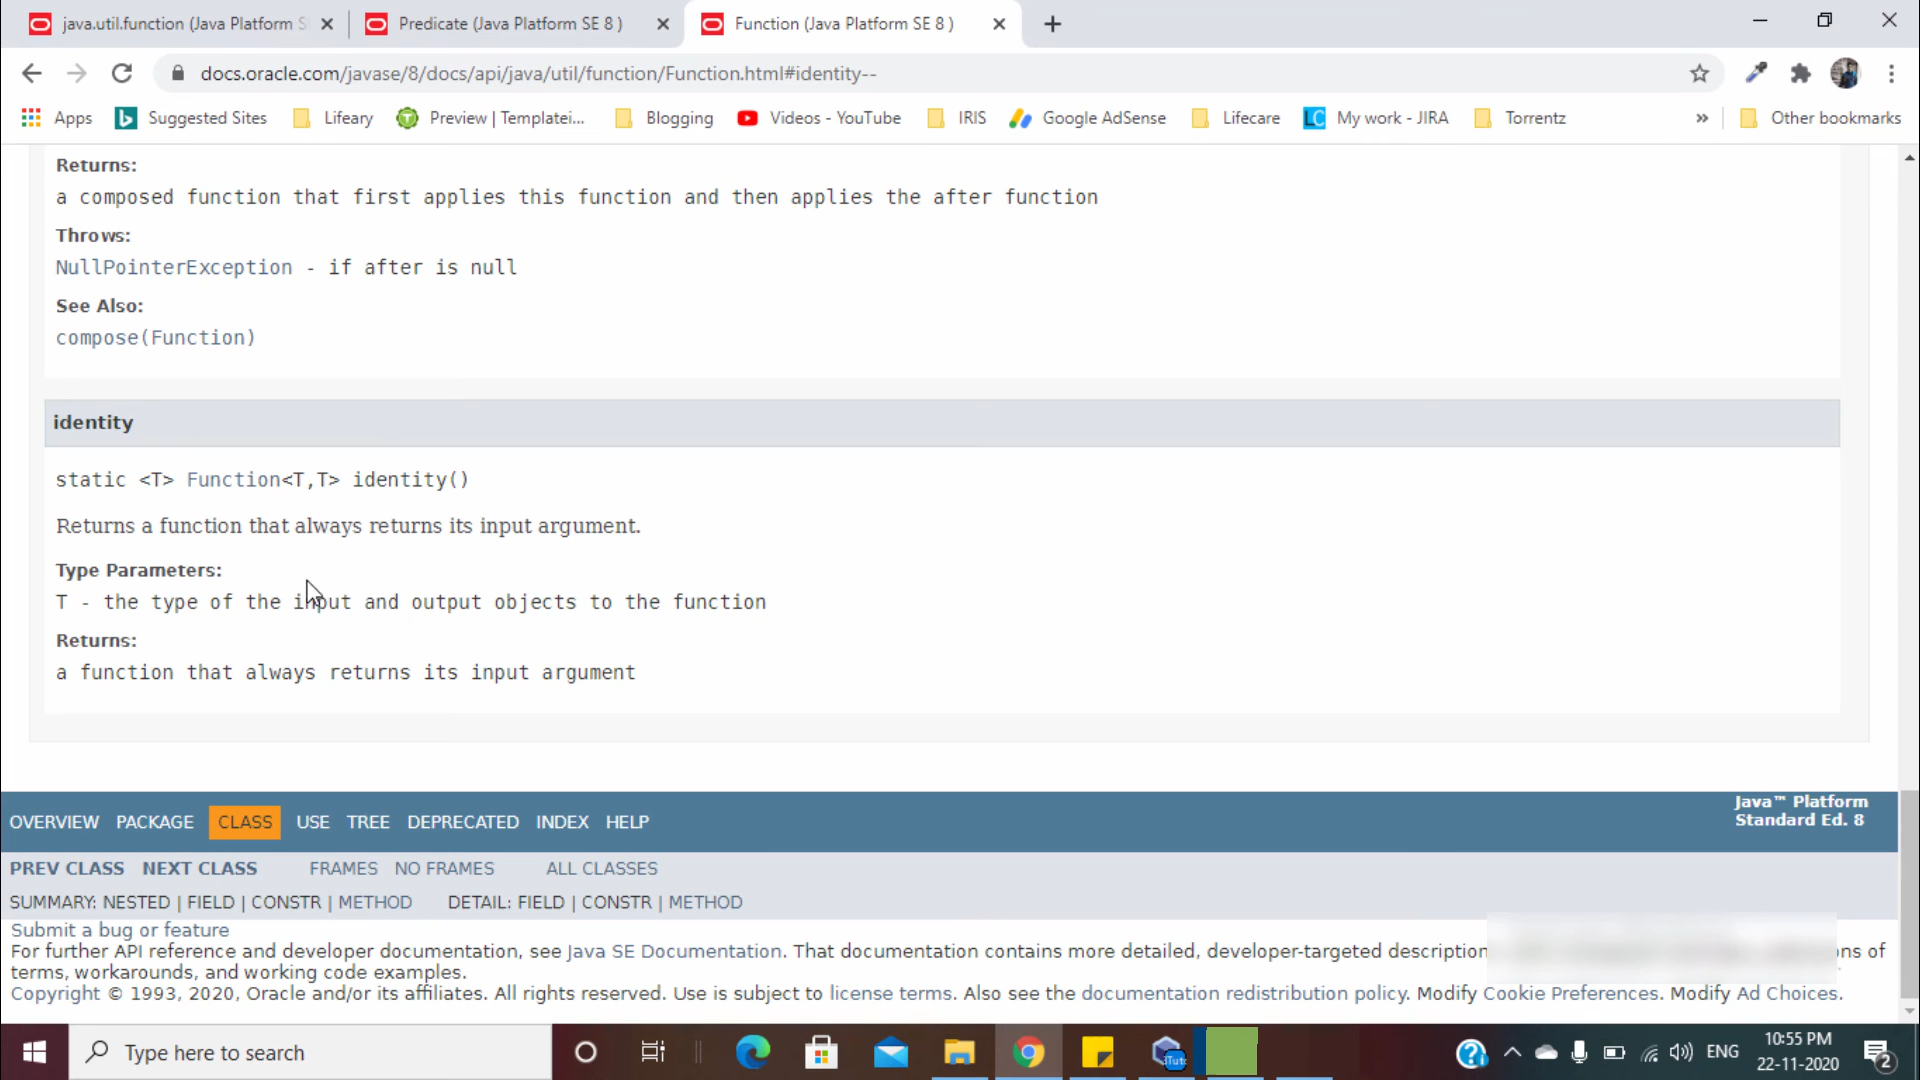 java.util.function (Java Platform S
Predicate (Java Platform SE 8 )
Function (Java Platform SE 8 )
docs.oracle.com/javase/8/docs/api/java/util/function/Function.html#identity--
Apps
Suggested Sites
Lifeary
Preview | Templatei...
Blogging
Videos - YouTube
IRIS
Google AdSense
Lifecare
LC
My work - JIRA
Torrentz
»
Other bookmarks
Returns:
a composed function that first applies this function and then applies the after function
Throws:
NullPointerException - if after is null
See Also:
compose(Function)
identity
static <T> Function<T,T> identity()
Returns a function that always returns its input argument.
Type Parameters:
T - the type of the input and output objects to the function
Returns:
a function that always returns its input argument
OVERVIEW PACKAGE CLASS USE TREE DEPRECATED INDEX HELP
Java™ Platform
Standard Ed. 8
PREV CLASS NEXT CLASS FRAMES NO FRAMES ALL CLASSES
SUMMARY: NESTED | FIELD | CONSTR | METHOD DETAIL: FIELD | CONSTR | METHOD
Submit a bug or feature
For further API reference and developer documentation, see Java SE Documentation. That documentation contains more detailed, developer-targeted description
ns of
terms, workarounds, and working code examples.
Copyright © 1993, 2020, Oracle and/or its affiliates. All rights reserved. Use is subject to license terms. Also see the documentation redistribution policy. Modify Cookie Preferences. Modify Ad Choices.
Type here to search
ENG
10:55 PM
22-11-2020
2